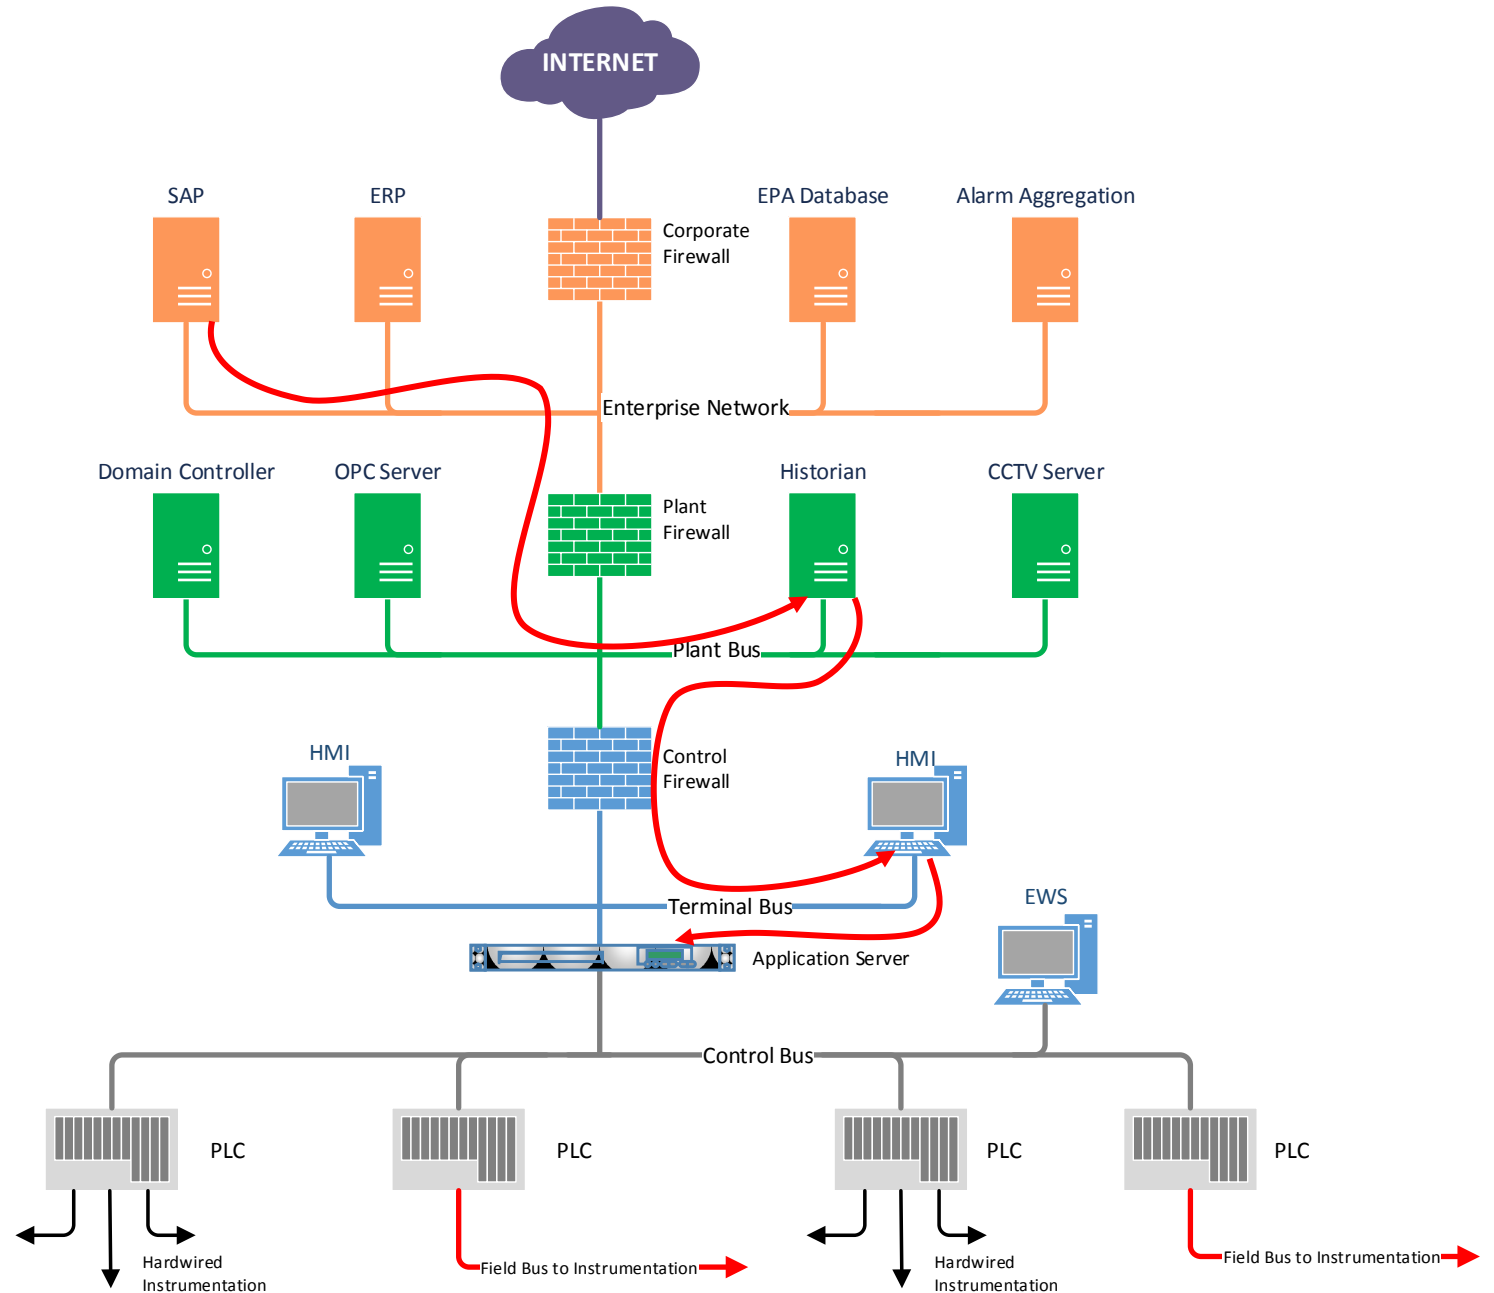 INTERNET
SAP
ERP
EPA Database
Alarm Aggregation
Corporate
Firewall
Enterprise Network
Domain Controller
OPC Server
Historian
CCTV Server
Plant
Firewall
Plant Bus
HMI
Control
Firewall
HMI
Terminal Bus
EWS
Application Server
Control Bus
PLC
PLC
PLC
PLC
Hardwired
Instrumentation
Field Bus to Instrumentation
Hardwired
Instrumentation
Field Bus to Instrumentation